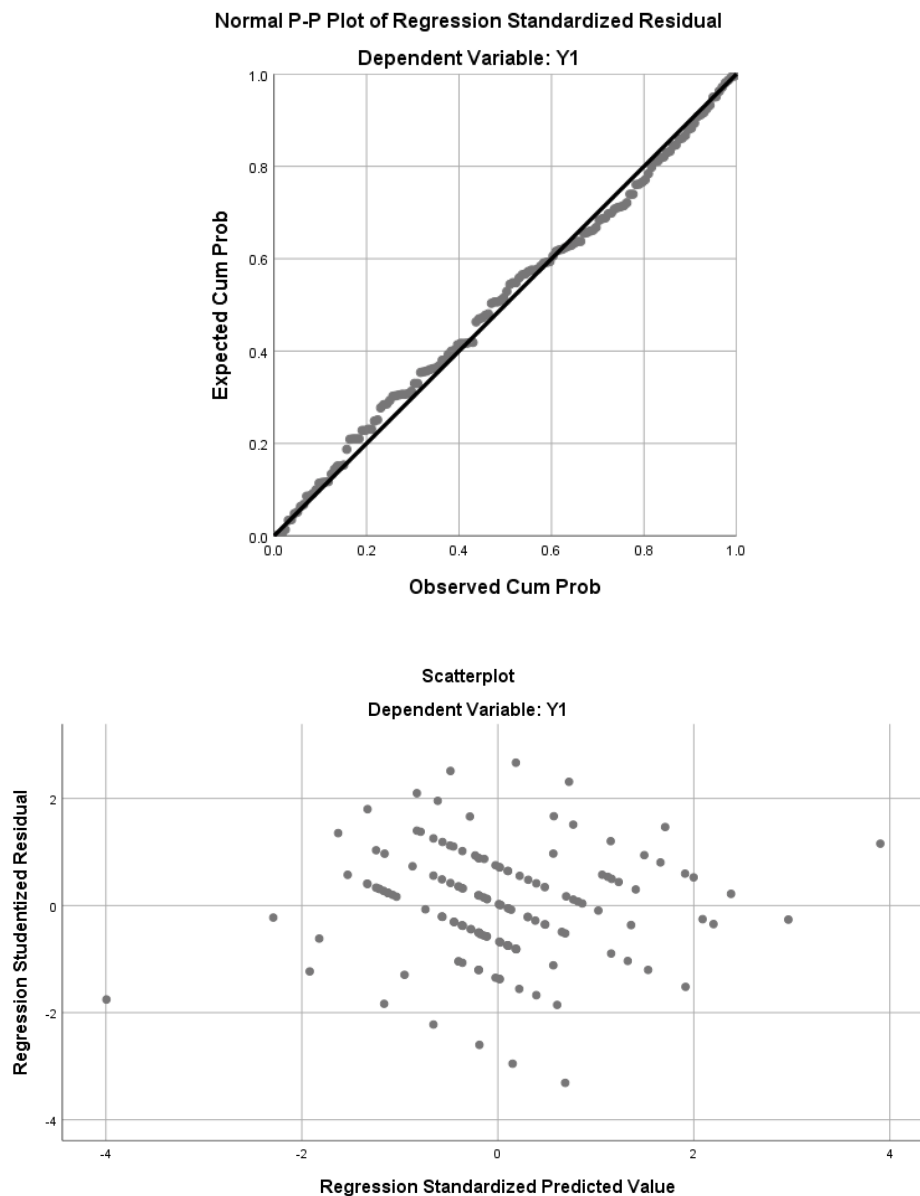 Normal P-P Plot of Regression Standardized Residual
Dependent Variable: Y1
1.0
0.8
0.6
0.4
0.2
0.0
Expected Cum Prob
0.0 0.2 0.4 0.6 0.8 1.0
Observed Cum Prob
Scatterplot
Dependent Variable: Y1
2
0
-2
-4
Regression Studentized Residual
-4 -2 0 2 4
Regression Standardized Predicted Value